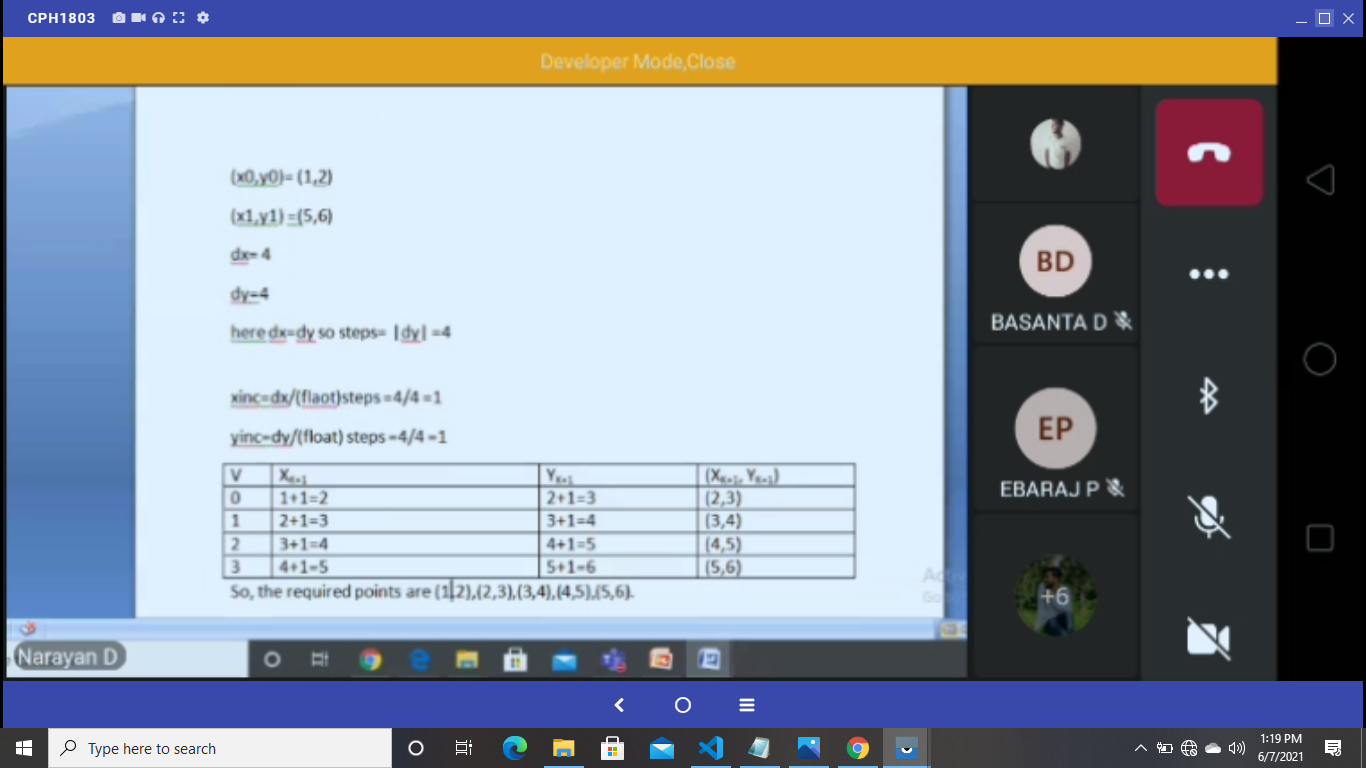 CPH1803
Developer Mode,Close
(x0,y0)= (1,2)
(x1,y1) =(5,6)
dx= 4
dy=4
here dx=dy so steps= |dy| =4
xinc=dx/(flaot)steps =4/4 =1
yinc=dy/(float) steps =4/4 =1
V XK+1 YK+1 (XK+1, YK+1)
0 1+1=2 2+1=3 (2,3)
1 2+1=3 3+1=4 (3,4)
2 3+1=4 4+1=5 (4,5)
3 4+1=5 5+1=6 (5,6)
So, the required points are (1,2),(2,3),(3,4),(4,5),(5,6).
Narayan D
BD
BASANTA D
EP
EBARAJ P
+6
Type here to search
1:19 PM
6/7/2021